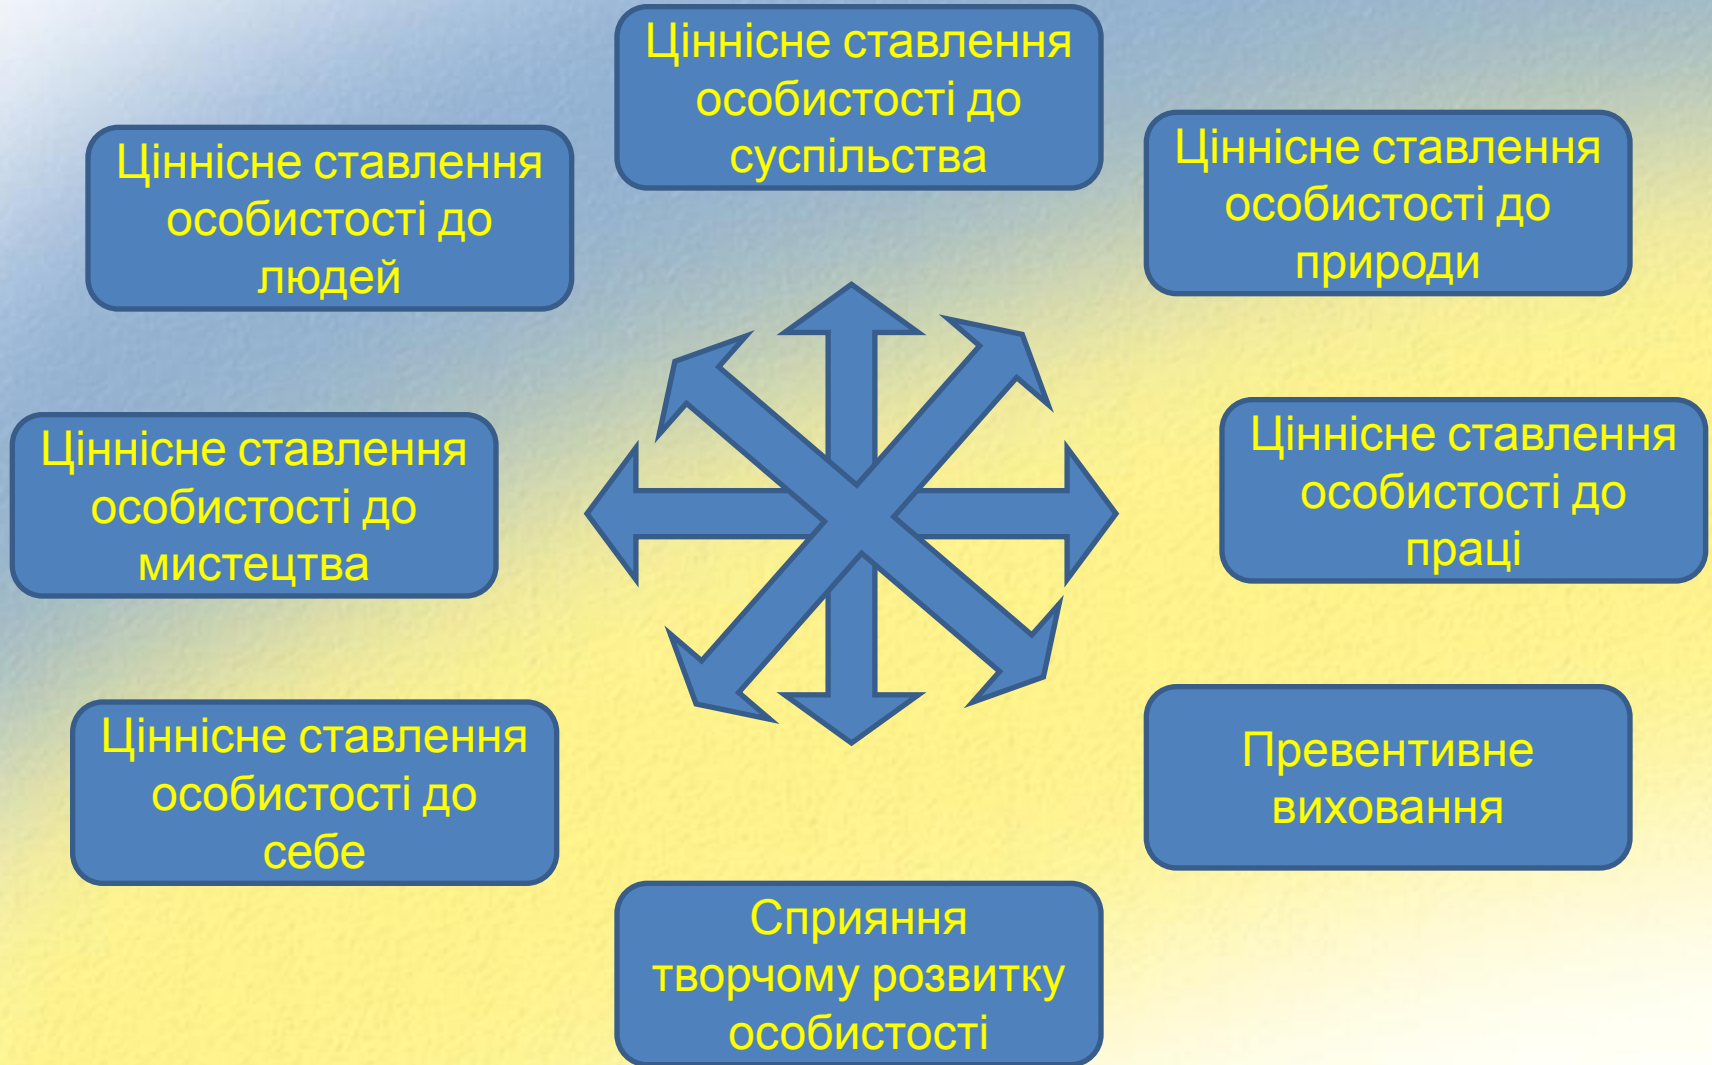 Ціннісне ставлення
особистості до
суспільства
Ціннісне ставлення
особистості до
людей
Ціннісне ставлення
особистості до
природи
Ціннісне ставлення
особистості до
мистецтва
Ціннісне ставлення
особистості до
праці
Ціннісне ставлення
особистості до
себе
Превентивне
виховання
Сприяння
творчому розвитку
особистості